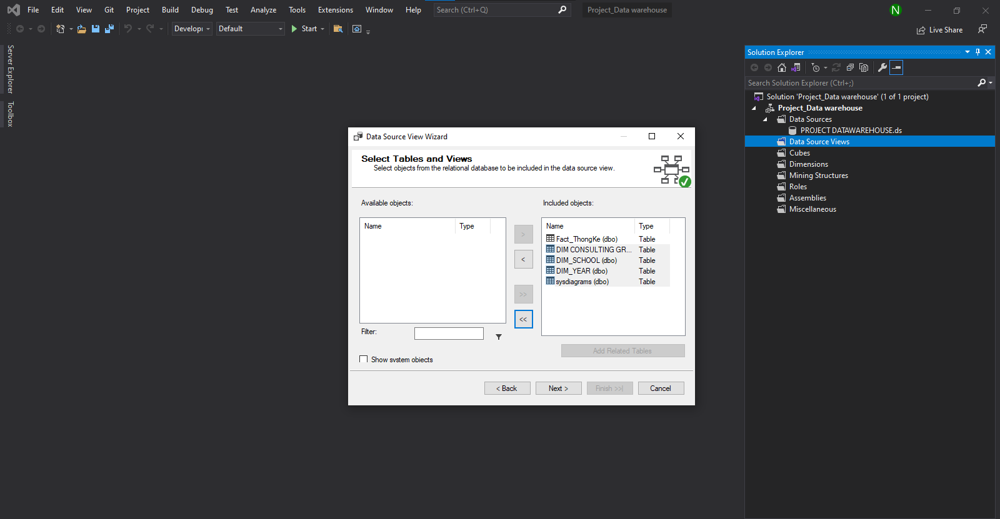 File Edit View Git Project Build Debug Test Analyze Tools Extensions Window Help Search (Ctrl+Q) Project_Data warehouse N
Develop Default Start Live Share
Server Explorer
Toolbox
Solution Explorer
Search Solution Explorer (Ctrl+;)
Solution 'Project_Data warehouse' (1 of 1 project)
Project_Data warehouse
Data Sources
PROJECT DATAWAREHOUSE.ds
Data Source Views
Cubes
Dimensions
Mining Structures
Roles
Assemblies
Miscellaneous
Data Source View Wizard
Select Tables and Views
Select objects from the relational database to be included in the data source view.
Available objects:
Name Type
Filter:
Show system objects
>
<
>>
<<
Included objects:
Name Type
Fact_ThongKe (dbo) Table
DIM CONSULTING GR... Table
DIM_SCHOOL (dbo) Table
DIM_YEAR (dbo) Table
sysdiagrams (dbo) Table
Add Related Tables
< Back Next > Finish >>| Cancel